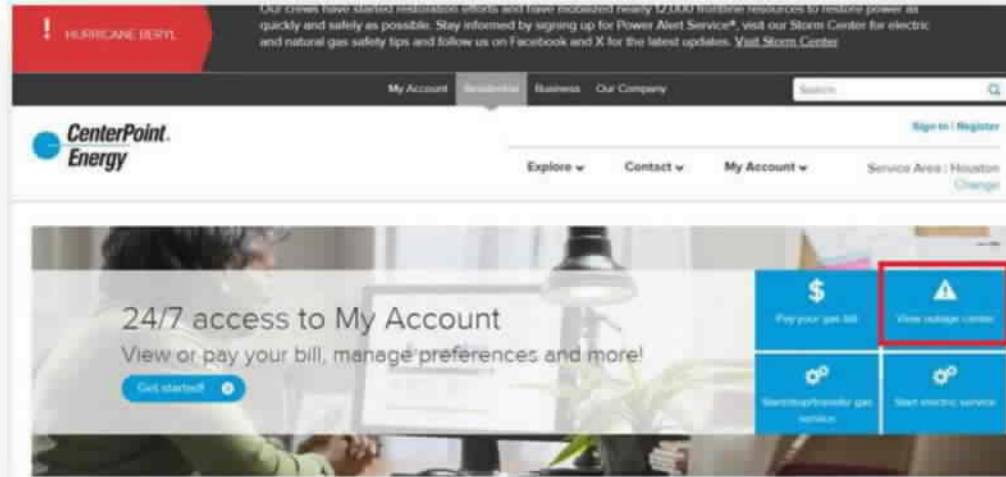 Our crews have started restoration efforts and have mobilized nearly 12,000 frontline resources to restore power as
HURRICANE BERYL
quickly and safely as possible. Stay informed by signing up for Power Alert Service®, visit our Storm Center for electric
and natural gas safety tips and follow us on Facebook and X for the latest updates. Visit Storm Center
My Account Residential Business Our Company Search
CenterPoint.
Energy
Sign In | Register
Explore Contact My Account Service Area : Houston
Change
24/7 access to My Account
View or pay your bill, manage preferences and more!
Get started!
$
Pay your gas bill
View outage center
Start/stop/transfer gas
service
Start electric service